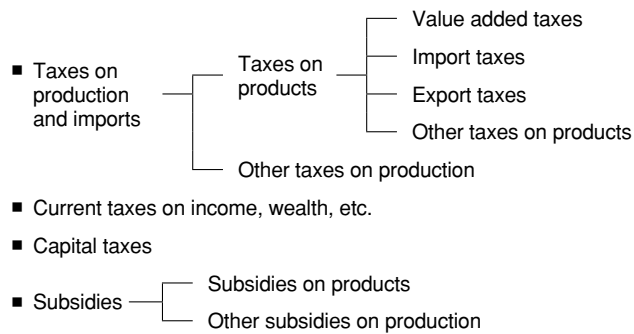 Value added taxes
■ Taxes on production and imports
Taxes on products
Import taxes
Export taxes
Other taxes on products
Other taxes on production
■ Current taxes on income, wealth, etc.
■ Capital taxes
■ Subsidies
Subsidies on products
Other subsidies on production